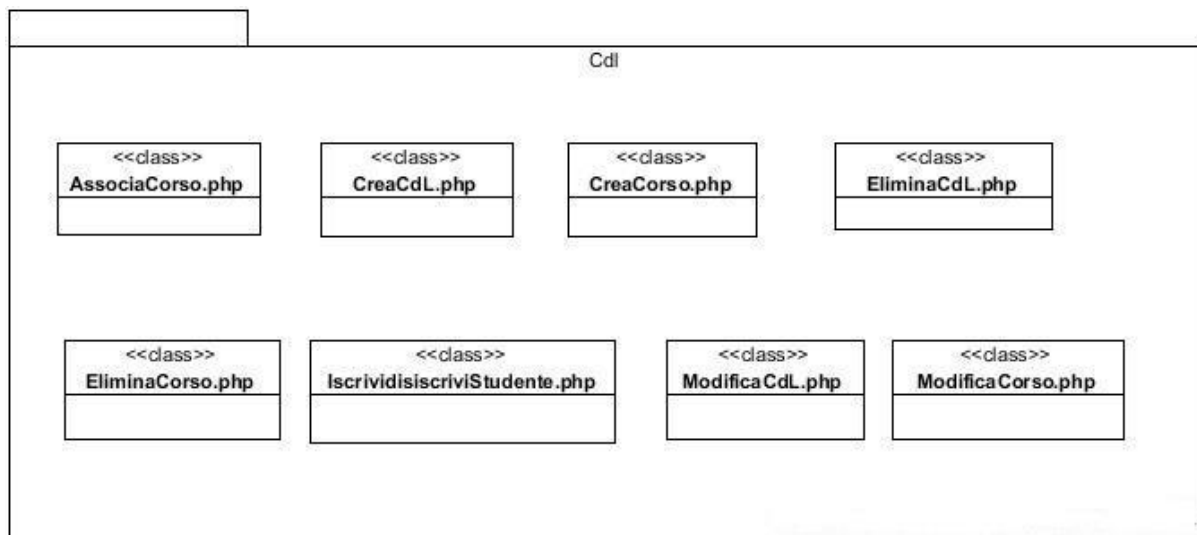 Cdl
<<class>>
AssociaCorso.php
<<class>>
CreaCdL.php
<<class>>
CreaCorso.php
<<class>>
EliminaCdL.php
<<class>>
EliminaCorso.php
<<class>>
IscrividisiscriviStudente.php
<<class>>
ModificaCdL.php
<<class>>
ModificaCorso.php